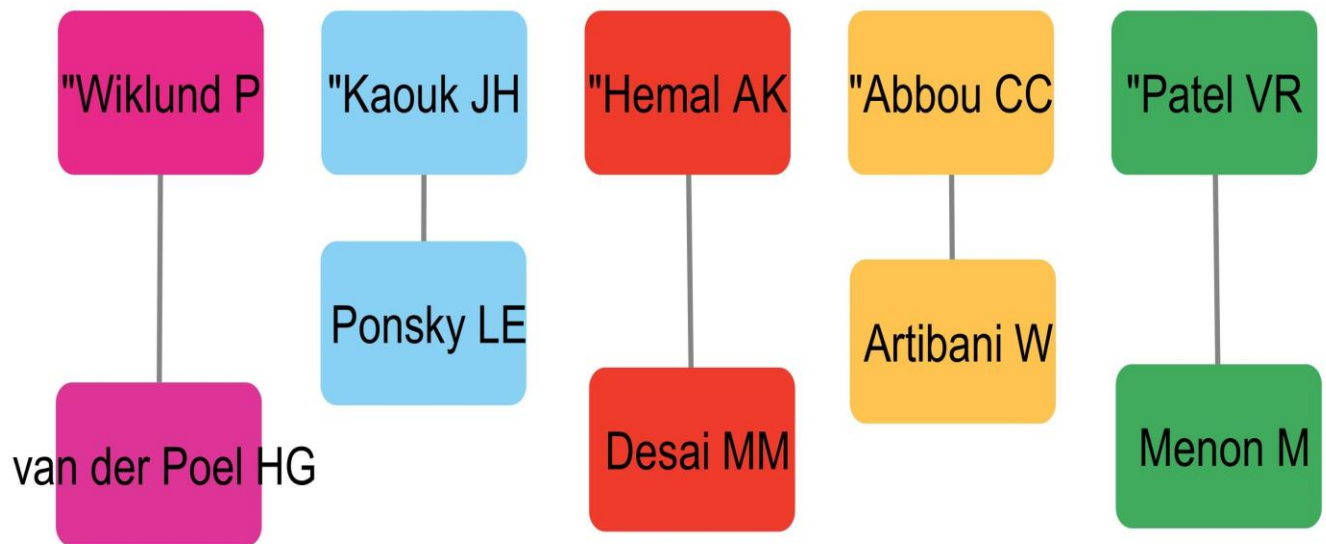 "Wiklund P
"Kaouk JH
"Hemal AK
"Abbou CC
"Patel VR
Ponsky LE
Artibani W
van der Poel HG
Desai MM
Menon M